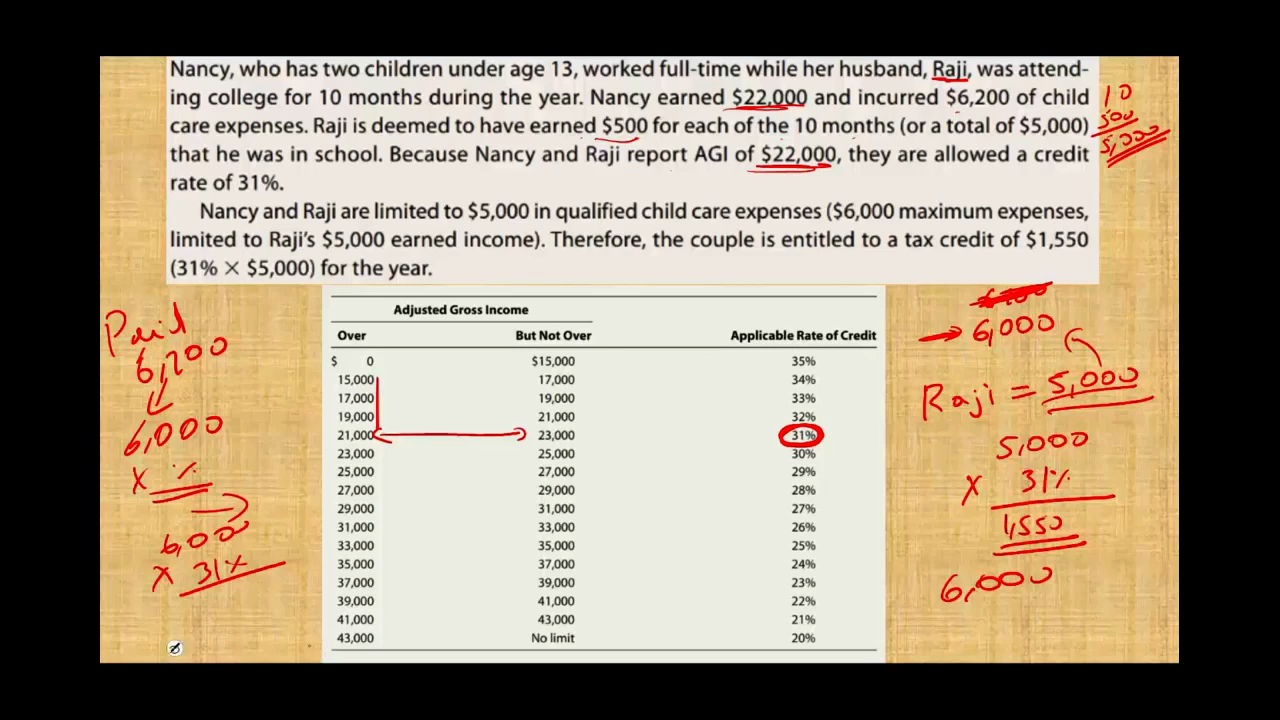 Nancy, who has two children under age 13, worked full-time while her husband, Raji, was attend-
ing college for 10 months during the year. Nancy earned $22,000 and incurred $6,200 of child
care expenses. Raji is deemed to have earned $500 for each of the 10 months (or a total of $5,000)
that he was in school. Because Nancy and Raji report AGI of $22,000, they are allowed a credit
rate of 31%.
Nancy and Raji are limited to $5,000 in qualified child care expenses ($6,000 maximum expenses,
limited to Raji's $5,000 earned income). Therefore, the couple is entitled to a tax credit of $1,550
(31% × $5,000) for the year.
10
500
5,000
Adjusted Gross Income
Over But Not Over Applicable Rate of Credit
$ 0 $15,000 35%
15,000 17,000 34%
17,000 19,000 33%
19,000 21,000 32%
21,000 23,000 31%
23,000 25,000 30%
25,000 27,000 29%
27,000 29,000 28%
29,000 31,000 27%
31,000 33,000 26%
33,000 35,000 25%
35,000 37,000 24%
37,000 39,000 23%
39,000 41,000 22%
41,000 43,000 21%
43,000 No limit 20%
Paid
6,200
6,000
X %
6,000
X 31%
6,000
Raji = 5,000
5,000
X 31%
1,550
6,000